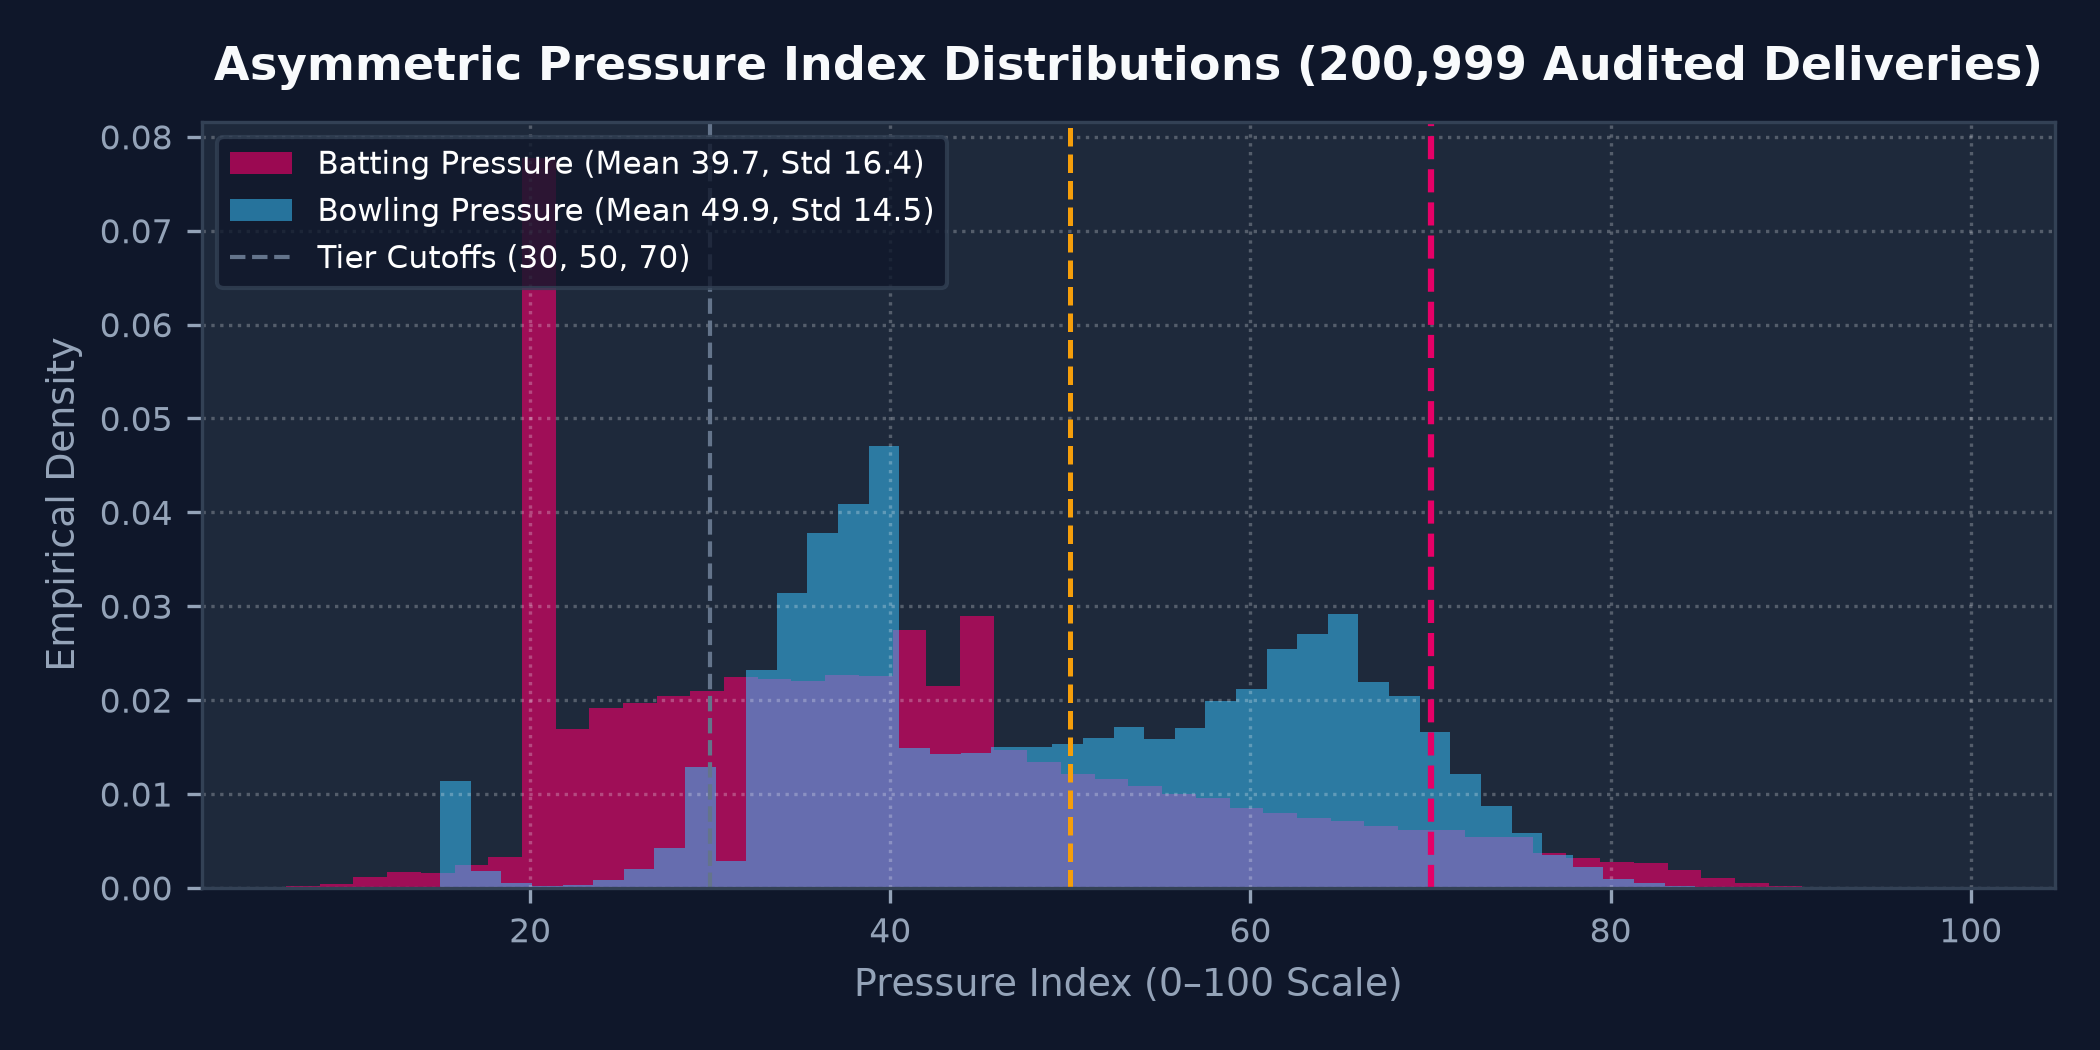 Asymmetric Pressure Index Distributions (200,999 Audited Deliveries)
Batting Pressure (Mean 39.7, Std 16.4)
Bowling Pressure (Mean 49.9, Std 14.5)
Tier Cutoffs (30, 50, 70)
Empirical Density
0.08
0.07
0.06
0.05
0.04
0.03
0.02
0.01
0.00
20 40 60 80 100
Pressure Index (0–100 Scale)